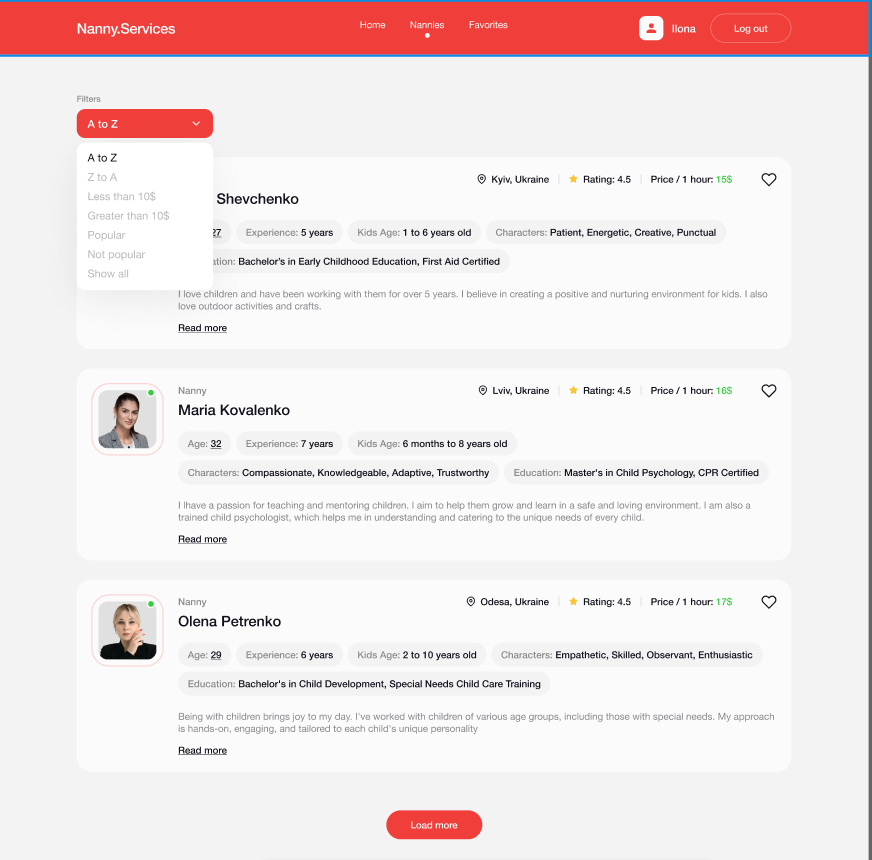 Nanny.Services
Home Nannies Favorites
Ilona
Log out
Filters
A to Z
A to Z
Z to A
Less than 10$
Greater than 10$
Popular
Not popular
Show all
Kyiv, Ukraine Rating: 4.5 Price / 1 hour: 15$
Shevchenko
27 Experience: 5 years Kids Age: 1 to 6 years old Characters: Patient, Energetic, Creative, Punctual
Bachelor's in Early Childhood Education, First Aid Certified
I love children and have been working with them for over 5 years. I believe in creating a positive and nurturing environment for kids. I also
love outdoor activities and crafts.
Read more
Nanny Lviv, Ukraine Rating: 4.5 Price / 1 hour: 16$
Maria Kovalenko
Age: 32 Experience: 7 years Kids Age: 6 months to 8 years old
Characters: Compassionate, Knowledgeable, Adaptive, Trustworthy Education: Master's in Child Psychology, CPR Certified
I lhave a passion for teaching and mentoring children. I aim to help them grow and learn in a safe and loving environment. I am also a
trained child psychologist, which helps me in understanding and catering to the unique needs of every child.
Read more
Nanny Odesa, Ukraine Rating: 4.5 Price / 1 hour: 17$
Olena Petrenko
Age: 29 Experience: 6 years Kids Age: 2 to 10 years old Characters: Empathetic, Skilled, Observant, Enthusiastic
Education: Bachelor's in Child Development, Special Needs Child Care Training
Being with children brings joy to my day. I've worked with children of various age groups, including those with special needs. My approach
is hands-on, engaging, and tailored to each child's unique personality
Read more
Load more